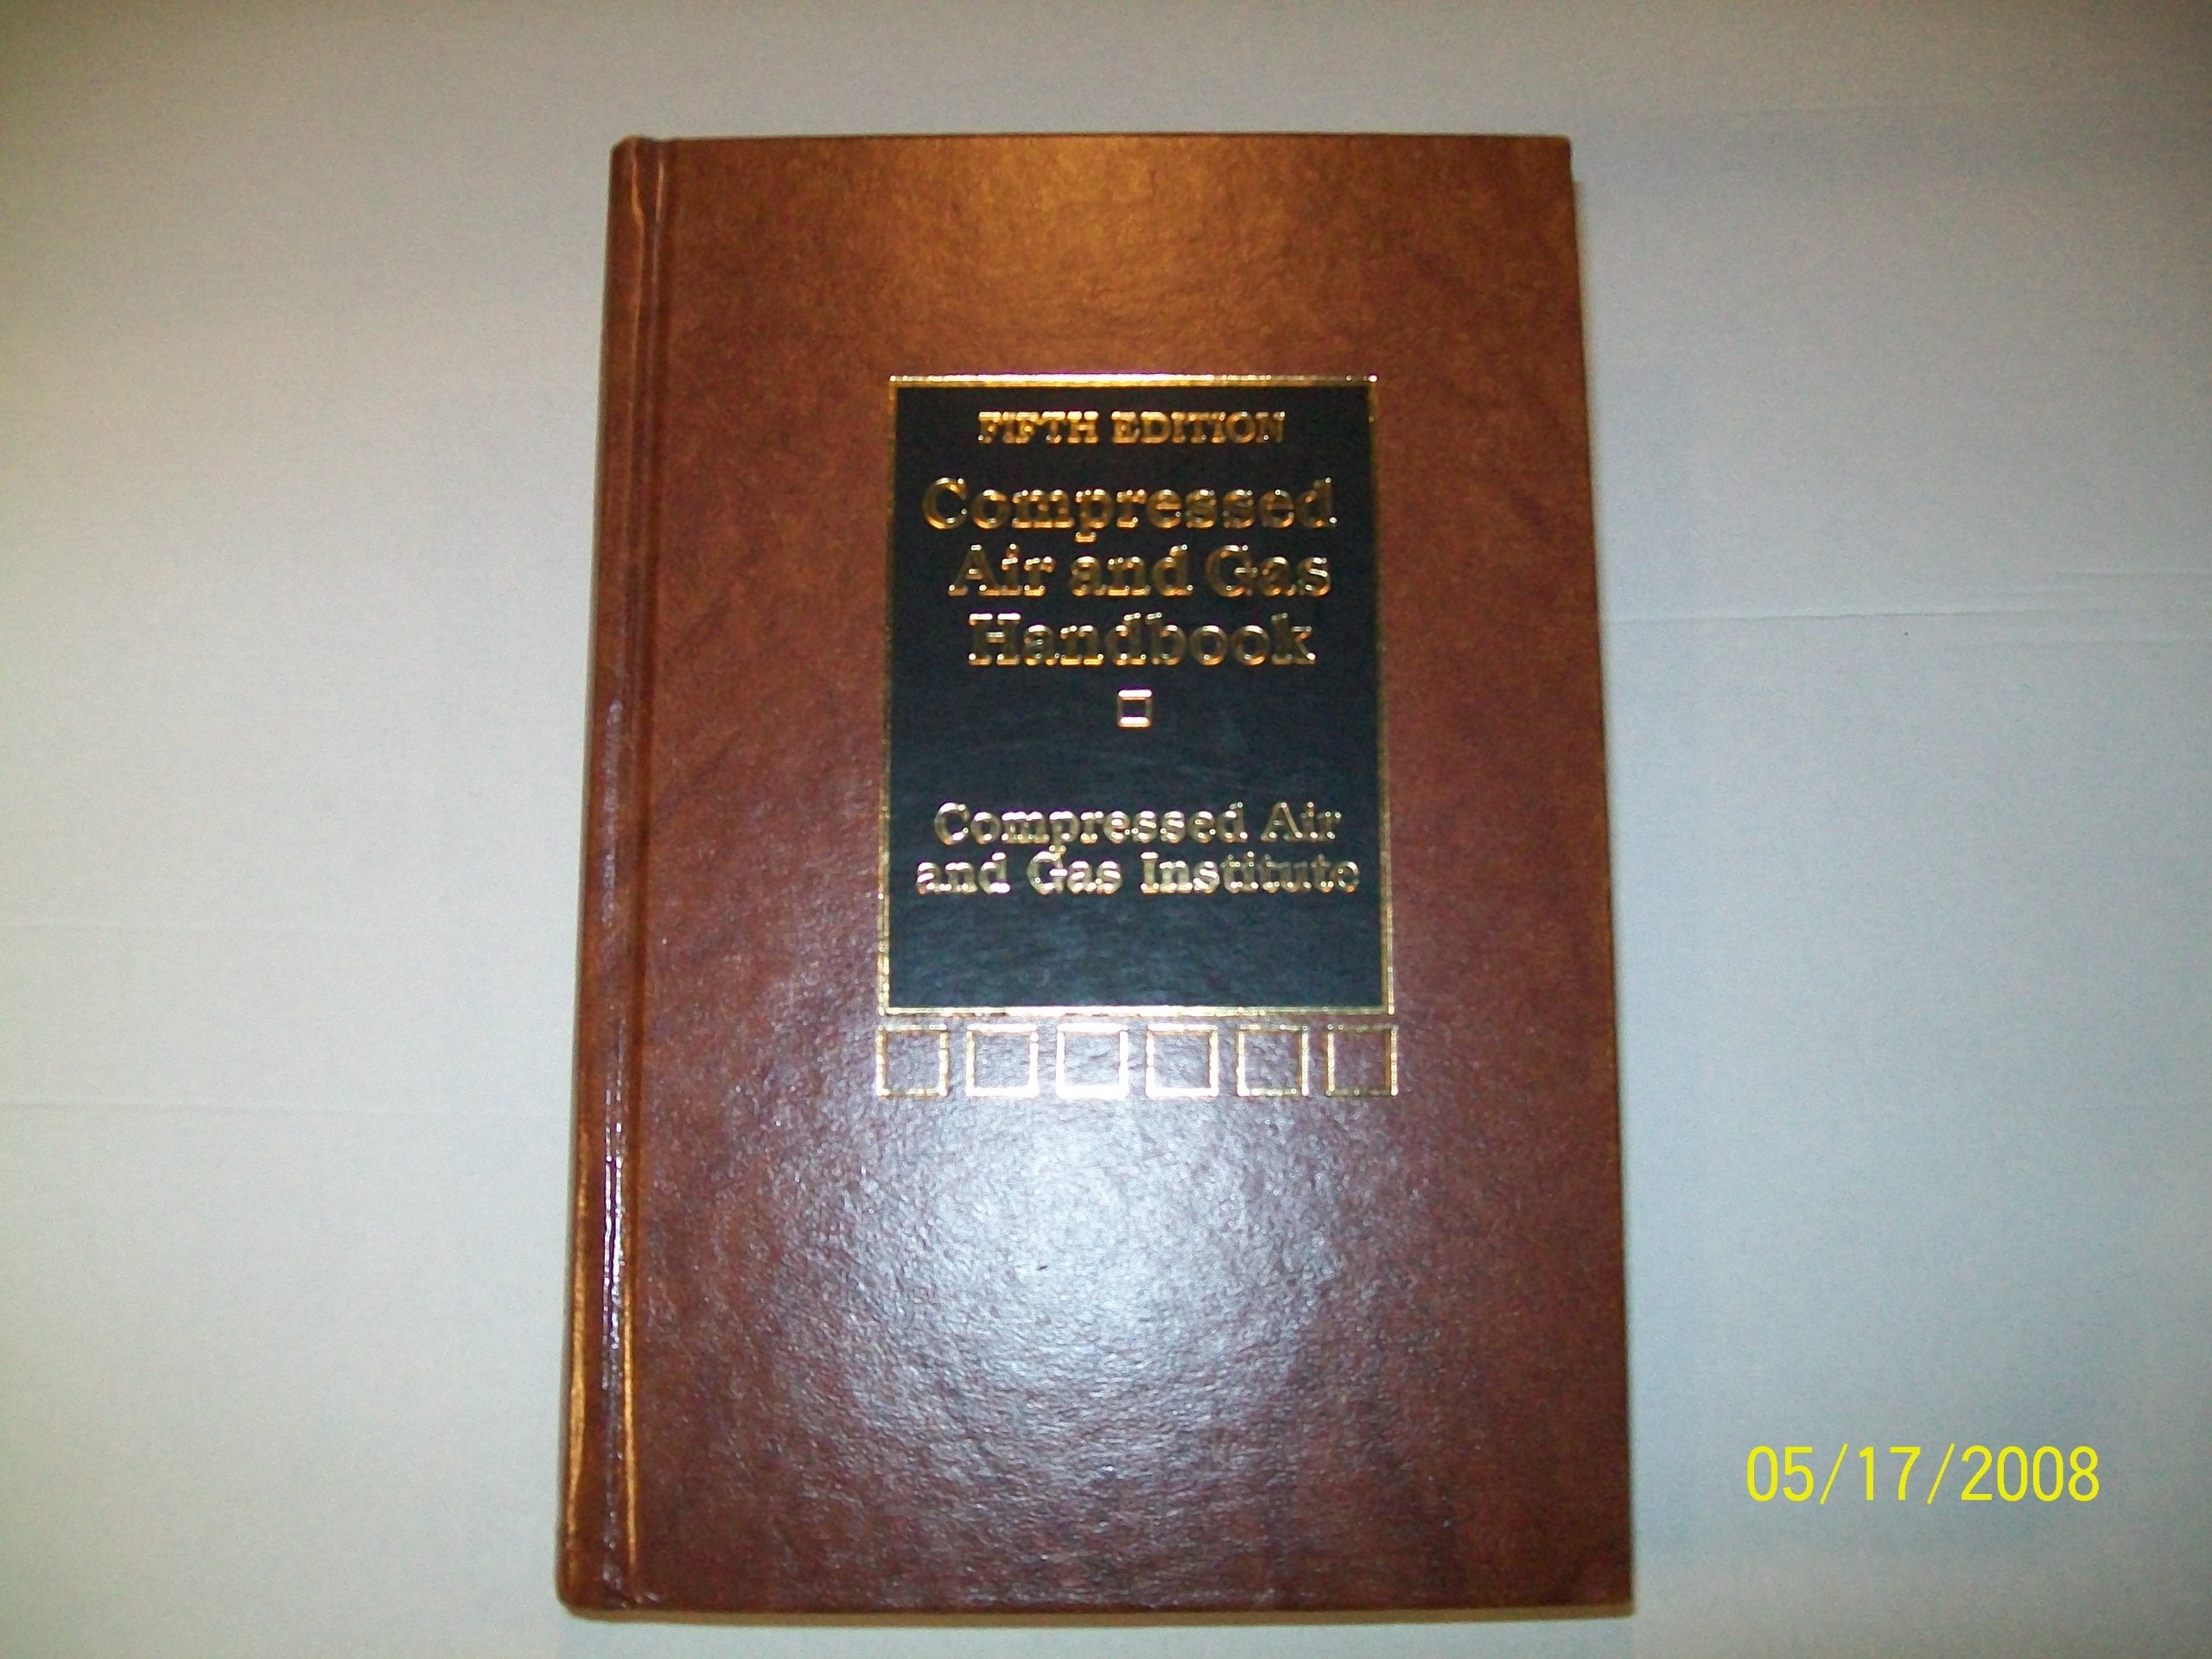 FIFTH EDITION
Compressed
Air and Gas
Handbook
Compressed Air
and Gas Institute
05/17/2008